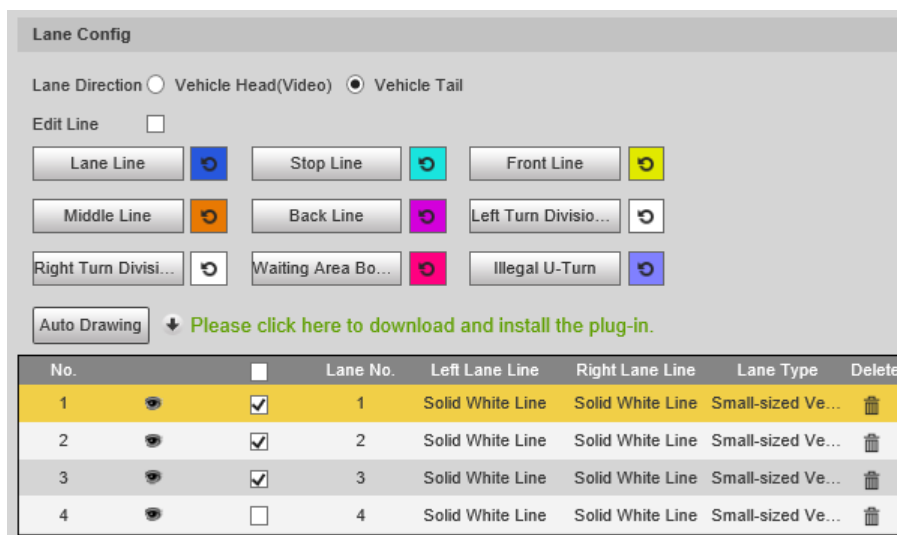 Lane Config
Lane Direction Vehicle Head(Video) Vehicle Tail
Edit Line
Lane Line Stop Line Front Line
Middle Line Back Line Left Turn Divisio...
Right Turn Divisi... Waiting Area Bo... Illegal U-Turn
Auto Drawing Please click here to download and install the plug-in.
No. Lane No. Left Lane Line Right Lane Line Lane Type Delete
1 1 Solid White Line Solid White Line Small-sized Ve...
2 2 Solid White Line Solid White Line Small-sized Ve...
3 3 Solid White Line Solid White Line Small-sized Ve...
4 4 Solid White Line Solid White Line Small-sized Ve...